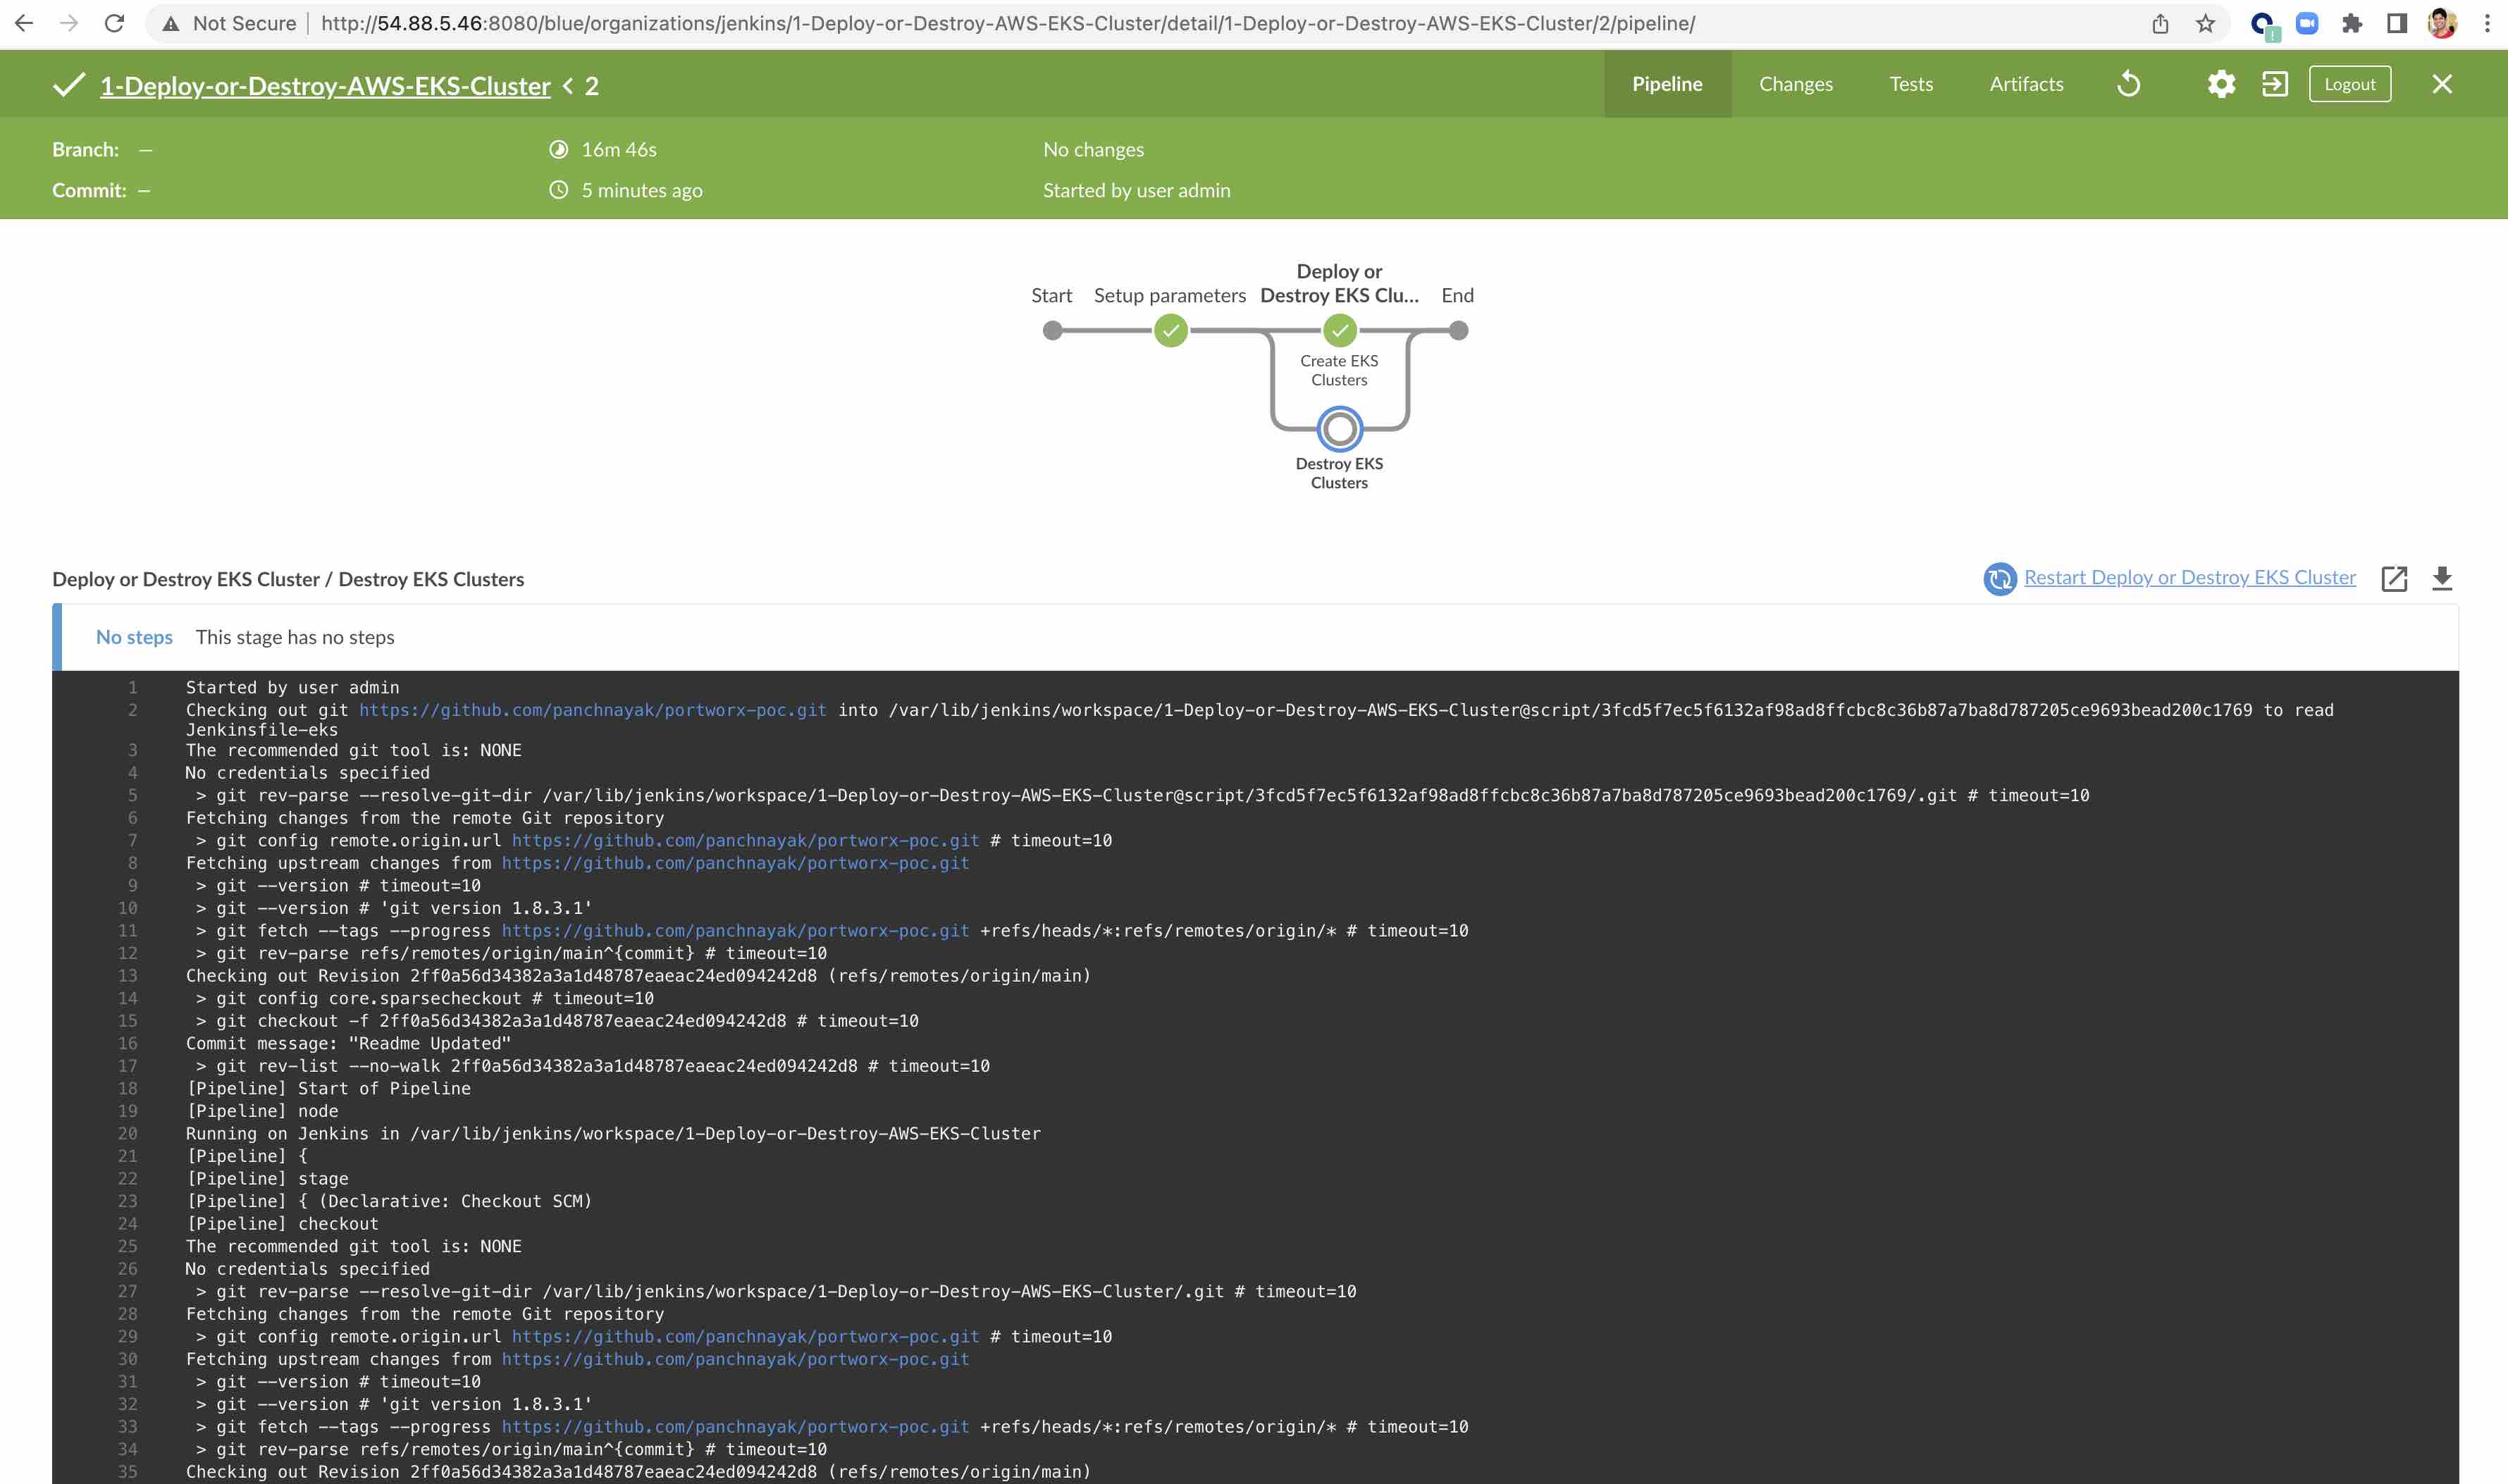 Not Secure | http://54.88.5.46:8080/blue/organizations/jenkins/1-Deploy-or-Destroy-AWS-EKS-Cluster/detail/1-Deploy-or-Destroy-AWS-EKS-Cluster/2/pipeline/
1-Deploy-or-Destroy-AWS-EKS-Cluster < 2
Pipeline Changes Tests Artifacts Logout
Branch: — 16m 46s No changes
Commit: — 5 minutes ago Started by user admin
Deploy or
Start Setup parameters Destroy EKS Clu... End
Create EKS
Clusters
Destroy EKS
Clusters
Deploy or Destroy EKS Cluster / Destroy EKS Clusters Restart Deploy or Destroy EKS Cluster
No steps This stage has no steps
1 Started by user admin
2 Checking out git https://github.com/panchnayak/portworx-poc.git into /var/lib/jenkins/workspace/1-Deploy-or-Destroy-AWS-EKS-Cluster@script/3fcd5f7ec5f6132af98ad8ffcbc8c36b87a7ba8d787205ce9693bead200c1769 to read
Jenkinsfile-eks
3 The recommended git tool is: NONE
4 No credentials specified
5 > git rev-parse --resolve-git-dir /var/lib/jenkins/workspace/1-Deploy-or-Destroy-AWS-EKS-Cluster@script/3fcd5f7ec5f6132af98ad8ffcbc8c36b87a7ba8d787205ce9693bead200c1769/.git # timeout=10
6 Fetching changes from the remote Git repository
7 > git config remote.origin.url https://github.com/panchnayak/portworx-poc.git # timeout=10
8 Fetching upstream changes from https://github.com/panchnayak/portworx-poc.git
9 > git --version # timeout=10
10 > git --version # 'git version 1.8.3.1'
11 > git fetch --tags --progress https://github.com/panchnayak/portworx-poc.git +refs/heads/*:refs/remotes/origin/* # timeout=10
12 > git rev-parse refs/remotes/origin/main^{commit} # timeout=10
13 Checking out Revision 2ff0a56d34382a3a1d48787eaeac24ed094242d8 (refs/remotes/origin/main)
14 > git config core.sparsecheckout # timeout=10
15 > git checkout -f 2ff0a56d34382a3a1d48787eaeac24ed094242d8 # timeout=10
16 Commit message: "Readme Updated"
17 > git rev-list --no-walk 2ff0a56d34382a3a1d48787eaeac24ed094242d8 # timeout=10
18 [Pipeline] Start of Pipeline
19 [Pipeline] node
20 Running on Jenkins in /var/lib/jenkins/workspace/1-Deploy-or-Destroy-AWS-EKS-Cluster
21 [Pipeline] {
22 [Pipeline] stage
23 [Pipeline] { (Declarative: Checkout SCM)
24 [Pipeline] checkout
25 The recommended git tool is: NONE
26 No credentials specified
27 > git rev-parse --resolve-git-dir /var/lib/jenkins/workspace/1-Deploy-or-Destroy-AWS-EKS-Cluster/.git # timeout=10
28 Fetching changes from the remote Git repository
29 > git config remote.origin.url https://github.com/panchnayak/portworx-poc.git # timeout=10
30 Fetching upstream changes from https://github.com/panchnayak/portworx-poc.git
31 > git --version # timeout=10
32 > git --version # 'git version 1.8.3.1'
33 > git fetch --tags --progress https://github.com/panchnayak/portworx-poc.git +refs/heads/*:refs/remotes/origin/* # timeout=10
34 > git rev-parse refs/remotes/origin/main^{commit} # timeout=10
35 Checking out Revision 2ff0a56d34382a3a1d48787eaeac24ed094242d8 (refs/remotes/origin/main)